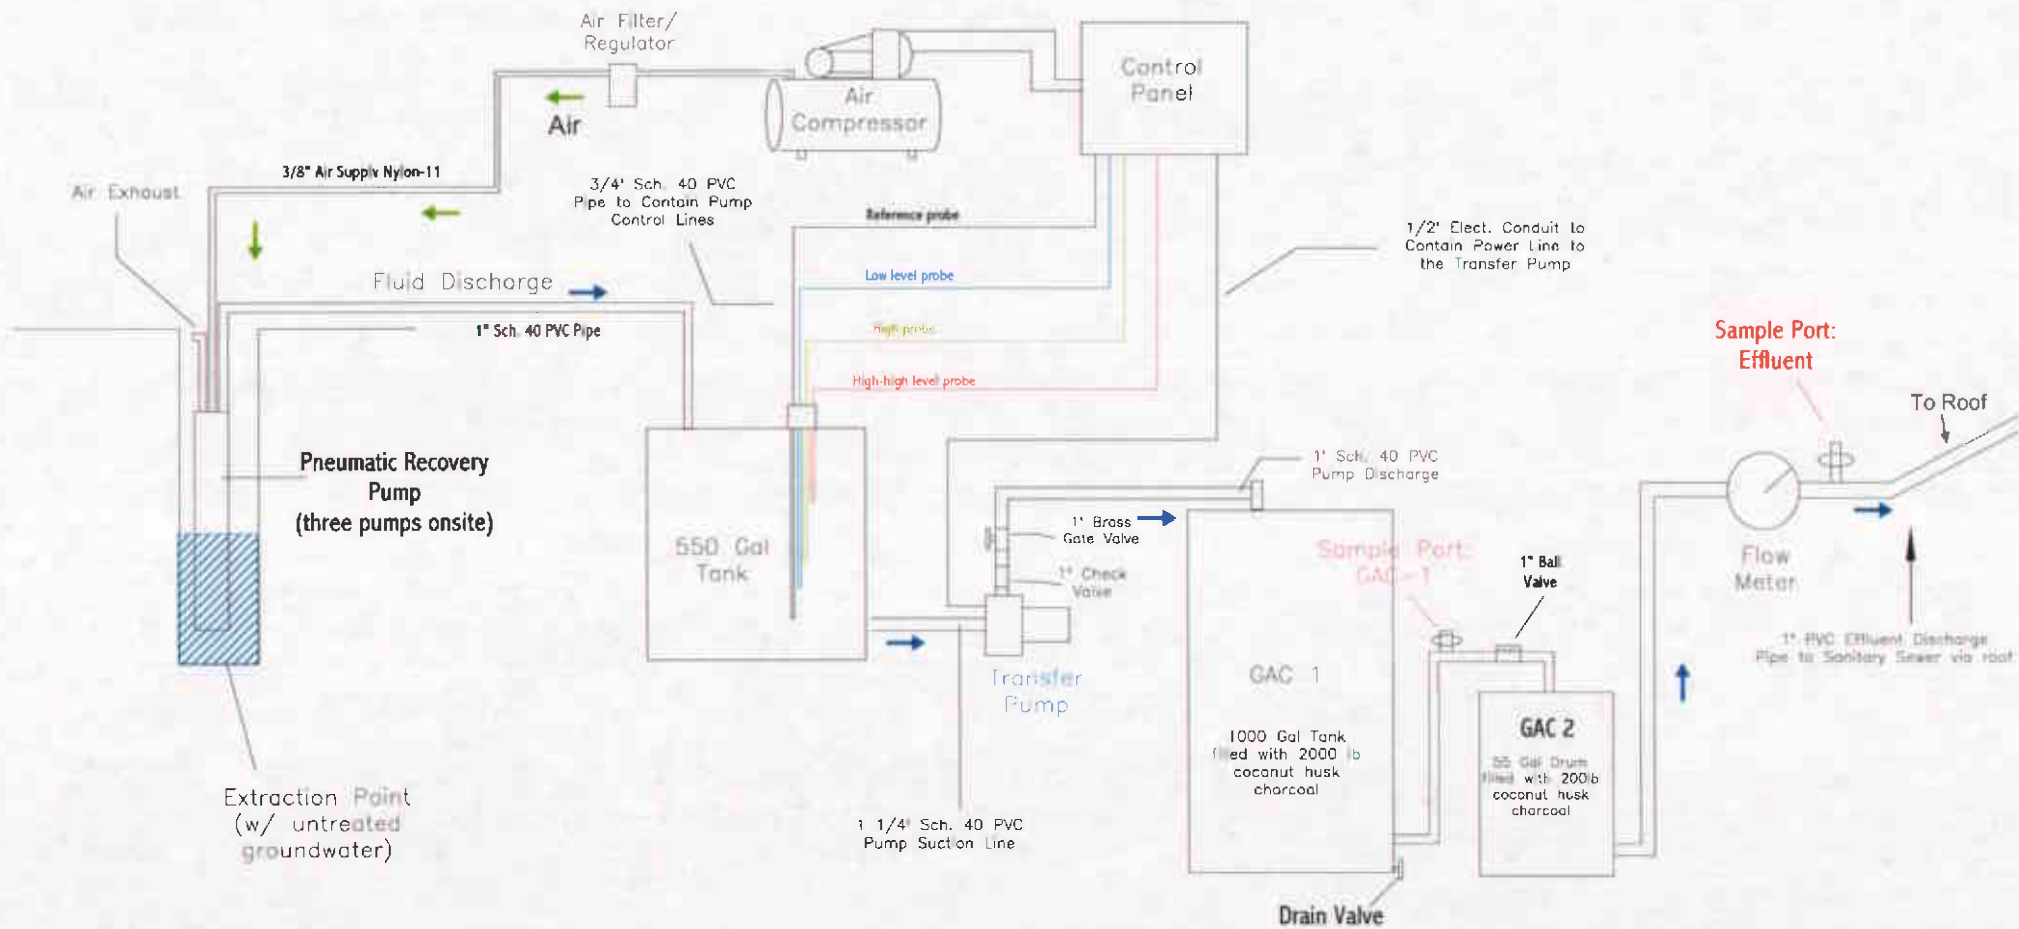 Air Filter/
Regulator
Air
Air
Compressor
Control
Panel
3/8" Air Supply Nylon-11
Air Exhaust
3/4" Sch. 40 PVC
Pipe to Contain Pump
Control Lines
Reference probe
Low level probe
High probe
High-high level probe
1/2" Elect. Conduit to
Contain Power Line to
the Transfer Pump
Fluid Discharge
1" Sch. 40 PVC Pipe
Sample Port:
Effluent
To Roof
Pneumatic Recovery
Pump
(three pumps onsite)
550 Gal
Tank
1" Sch. 40 PVC
Pump Discharge
1" Brass
Gate Valve
1" Check
Valve
Sample Port:
GAC-1
1" Ball
Valve
Flow
Meter
1" PVC Effluent Discharge
Pipe to Sanitary Sewer via roof
Transfer
Pump
GAC 1
1000 Gal Tank
filled with 2000 lb
coconut husk
charcoal
GAC 2
55 Gal Drum
filled with 200lb
coconut husk
charcoal
Extraction Point
(w/ untreated
groundwater)
1 1/4" Sch. 40 PVC
Pump Suction Line
Drain Valve